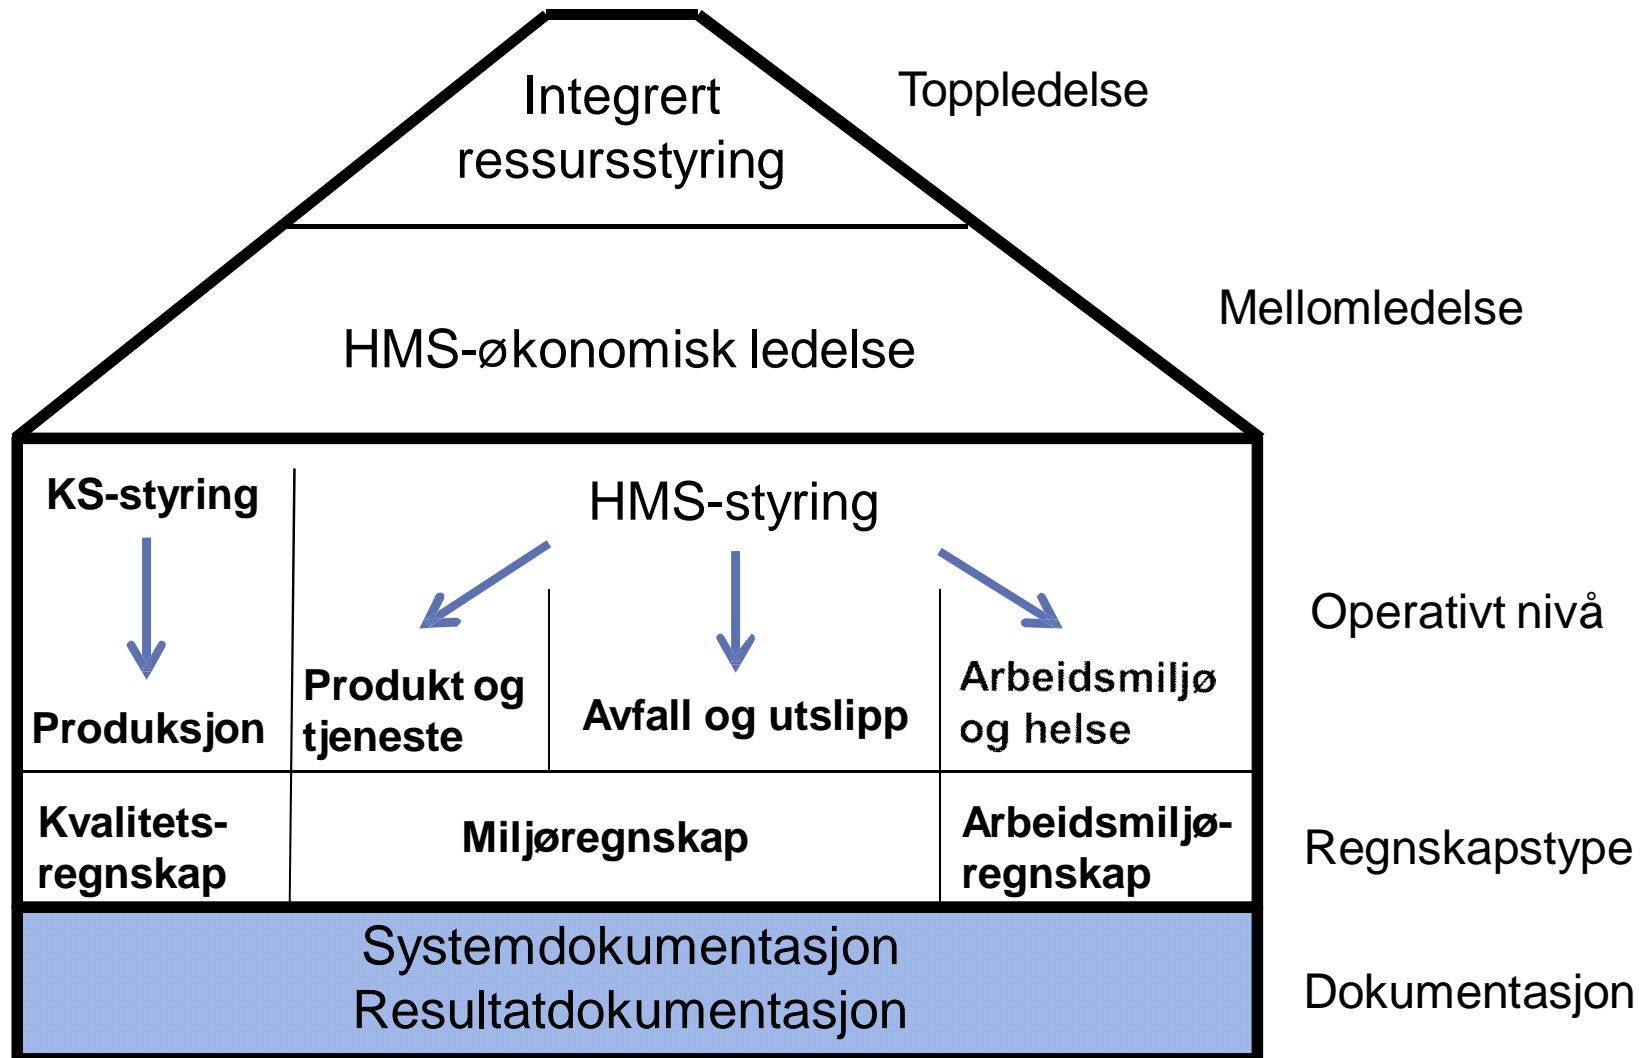 Integrert
ressursstyring
Toppledelse
HMS-økonomisk ledelse
Mellomledelse
KS-styring
HMS-styring
Produksjon
Produkt og
tjeneste
Avfall og utslipp
Arbeidsmiljø
og helse
Operativt nivå
Kvalitets-
regnskap
Miljøregnskap
Arbeidsmiljø-
regnskap
Regnskapstype
Systemdokumentasjon
Resultatdokumentasjon
Dokumentasjon